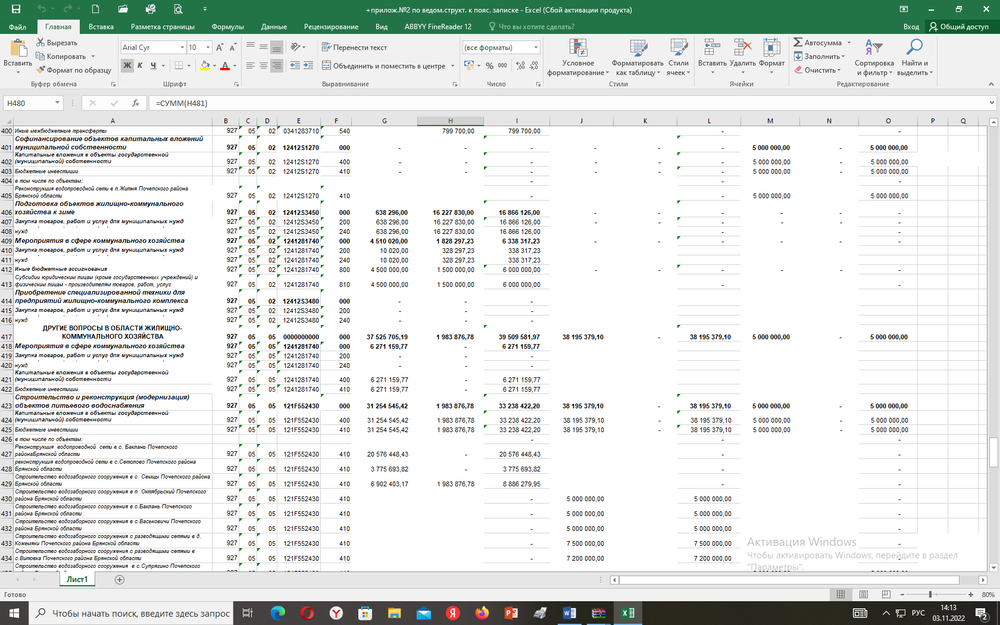 +прилож.№2 по ведом.структ. к пояс. записке - Excel (Сбой активации продукта)
Файл Главная Вставка Разметка страницы Формулы Данные Рецензирование Вид ABBYY FineReader 12 Что вы хотите сделать? Вход Общий доступ
Вставить Вырезать Копировать Формат по образцу Буфер обмена
Arial Cyr 10 Ж К Ч Шрифт
Перенести текст Объединить и поместить в центре Выравнивание
(все форматы) % 000 Число
Условное форматирование Форматировать как таблицу Стили ячеек Стили
Вставить Удалить Формат Ячейки
Автосумма Заполнить Очистить Сортировка и фильтр Найти и выделить Редактирование
H480 fx =СУММ(H481)
A B C D E F G H I J K L M N O P Q
400 Иные межбюджетные трансферты 927 05 02 0341283710 540 799 700,00 799 700,00 - -
401 Софинансирование объектов капитальных вложений муниципальной собственности 927 05 02 12412S1270 000 - - - - - - 5 000 000,00 - 5 000 000,00
402 Капитальные вложения в объекты государственной (муниципальной) собственности 927 05 02 12412S1270 400 - - - - - - 5 000 000,00 - 5 000 000,00
403 Бюджетные инвестиции 927 05 02 12412S1270 410 - - - - - - 5 000 000,00 - 5 000 000,00
404 в том числе по объектам: - - -
405 Реконструкция водопроводной сети в п.Житня Почепского района Брянской области 927 05 02 12412S1270 410 - - 5 000 000,00 5 000 000,00
406 Подготовка объектов жилищно-коммунального хозяйства к зиме 927 05 02 12412S3450 000 638 296,00 16 227 830,00 16 866 126,00 - - - - - -
407 Закупка товаров, работ и услуг для муниципальных нужд 927 05 02 12412S3450 200 638 296,00 16 227 830,00 16 866 126,00 - - - - - -
408 нужд 927 05 02 12412S3450 240 638 296,00 16 227 830,00 16 866 126,00 - -
409 Мероприятия в сфере коммунального хозяйства 927 05 02 1241281740 000 4 510 020,00 1 828 297,23 6 338 317,23 - - - - - -
410 Закупка товаров, работ и услуг для муниципальных нужд 927 05 02 1241281740 200 10 020,00 328 297,23 338 317,23
411 нужд 927 05 02 1241281740 240 10 020,00 328 297,23 338 317,23
412 Иные бюджетные ассигнования 927 05 02 1241281740 800 4 500 000,00 1 500 000,00 6 000 000,00 - - - - - -
413 Субсидии юридическим лицам (кроме государственных учреждений) и физическим лицам - производителям товаров, работ, услуг 927 05 02 1241281740 810 4 500 000,00 1 500 000,00 6 000 000,00 - -
414 Приобретение специализированной техники для предприятий жилищно-коммунального комплекса 927 05 02 12412S3480 000 - - -
415 Закупка товаров, работ и услуг для муниципальных нужд 927 05 02 12412S3480 200 - - -
416 нужд 927 05 02 12412S3480 240 - - -
417 ДРУГИЕ ВОПРОСЫ В ОБЛАСТИ ЖИЛИЩНО-КОММУНАЛЬНОГО ХОЗЯЙСТВА 927 05 05 0000000000 000 37 525 705,19 1 983 876,78 39 509 581,97 38 195 379,10 - 38 195 379,10 5 000 000,00 - 5 000 000,00
418 Мероприятия в сфере коммунального хозяйства 927 05 05 1241281740 000 6 271 159,77 - 6 271 159,77
419 Закупка товаров, работ и услуг для муниципальных нужд 927 05 05 1241281740 200 - - -
420 нужд 927 05 05 1241281740 240 - - -
421 Капитальные вложения в объекты государственной (муниципальной) собственности 927 05 05 1241281740 400 6 271 159,77 - 6 271 159,77
422 Бюджетные инвестиции 927 05 05 1241281740 410 6 271 159,77 - 6 271 159,77
423 Строительство и реконструкция (модернизация) объектов питьевого водоснабжения 927 05 05 121F552430 000 31 254 545,42 1 983 876,78 33 238 422,20 38 195 379,10 - 38 195 379,10 5 000 000,00 - 5 000 000,00
424 Капитальные вложения в объекты государственной (муниципальной) собственности 927 05 05 121F552430 400 31 254 545,42 1 983 876,78 33 238 422,20 38 195 379,10 - 38 195 379,10 5 000 000,00 - 5 000 000,00
425 Бюджетные инвестиции 927 05 05 121F552430 410 31 254 545,42 1 983 876,78 33 238 422,20 38 195 379,10 - 38 195 379,10 5 000 000,00 - 5 000 000,00
426 в том числе по объектам: - - -
427 Реконструкция водопроводной сети в с. Баклань Почепского районаБрянской области 927 05 05 121F552430 410 20 576 448,43 - 20 576 448,43 -
428 реконструкция водопроводной сети в с.Сетолово Почепского района Брянской области 927 05 05 121F552430 410 3 775 693,82 - 3 775 693,82 -
429 Строительство водозаборного сооружения в с. Семцы Почепского района Брянской области 927 05 05 121F552430 410 6 902 403,17 1 983 876,78 8 886 279,95 - -
430 Строительство водозаборного сооружения в п. Октябрьский Почепского района Брянской области 927 05 05 121F552430 410 - 5 000 000,00 5 000 000,00 -
431 Строительство водозаборного сооружения в с.Баклань Почепского района Брянской области 927 05 05 121F552430 410 - 5 000 000,00 5 000 000,00 -
432 Строительство водозаборного сооружения в с.Васьковичи Почепского района Брянской области 927 05 05 121F552430 410 - 5 000 000,00 5 000 000,00 -
433 Строительство водозаборного сооружения с разводящими сетями в д. Кожемяки Почепского района Брянской области 927 05 05 121F552430 410 - 7 500 000,00 7 500 000,00 -
434 Строительство водозаборного сооружения с разводящими сетями в с.Витовка Почепского района Брянской области 927 05 05 121F552430 410 - 7 200 000,00 7 200 000,00 -
Строительство водозаборного сооружения в с.Супрягино Почепского
Активация Windows
Чтобы активировать Windows, перейдите в раздел
"Параметры".
Лист1
Готово 80%
Чтобы начать поиск, введите здесь запрос РУС 14:13
03.11.2022 2